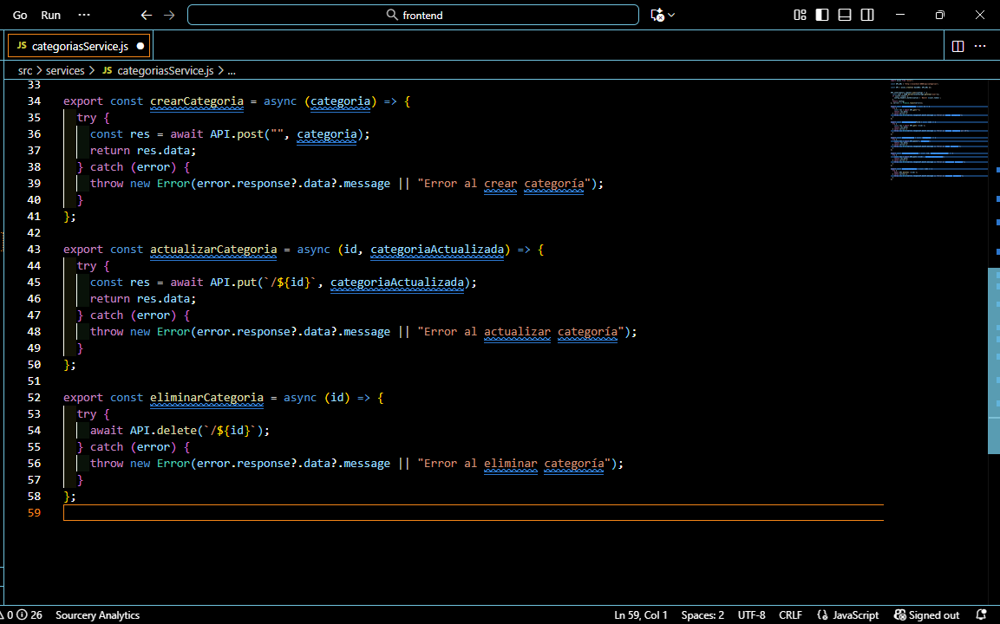 Go Run ··· frontend
JS categoriasService.js
src > services > JS categoriasService.js > ...
33
34 export const crearCategoria = async (categoria) => {
35 try {
36 const res = await API.post("", categoria);
37 return res.data;
38 } catch (error) {
39 throw new Error(error.response?.data?.message || "Error al crear categoría");
40 }
41 };
42
43 export const actualizarCategoria = async (id, categoriaActualizada) => {
44 try {
45 const res = await API.put(`/${id}`, categoriaActualizada);
46 return res.data;
47 } catch (error) {
48 throw new Error(error.response?.data?.message || "Error al actualizar categoría");
49 }
50 };
51
52 export const eliminarCategoria = async (id) => {
53 try {
54 await API.delete(`/${id}`);
55 } catch (error) {
56 throw new Error(error.response?.data?.message || "Error al eliminar categoría");
57 }
58 };
59
0 26 Sourcery Analytics Ln 59, Col 1 Spaces: 2 UTF-8 CRLF {} JavaScript Signed out